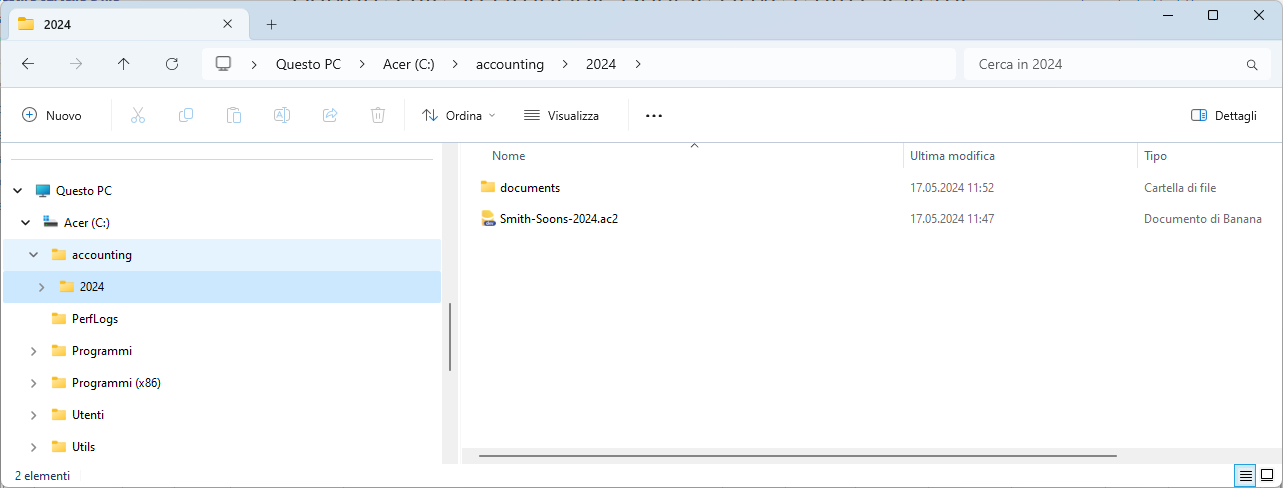 2024
Questo PC > Acer (C:) > accounting > 2024 >
Cerca in 2024
Nuovo
Ordina
Visualizza
Dettagli
Questo PC
Acer (C:)
accounting
2024
PerfLogs
Programmi
Programmi (x86)
Utenti
Utils
Nome Ultima modifica Tipo
documents 17.05.2024 11:52 Cartella di file
Smith-Soons-2024.ac2 17.05.2024 11:47 Documento di Banana
2 elementi